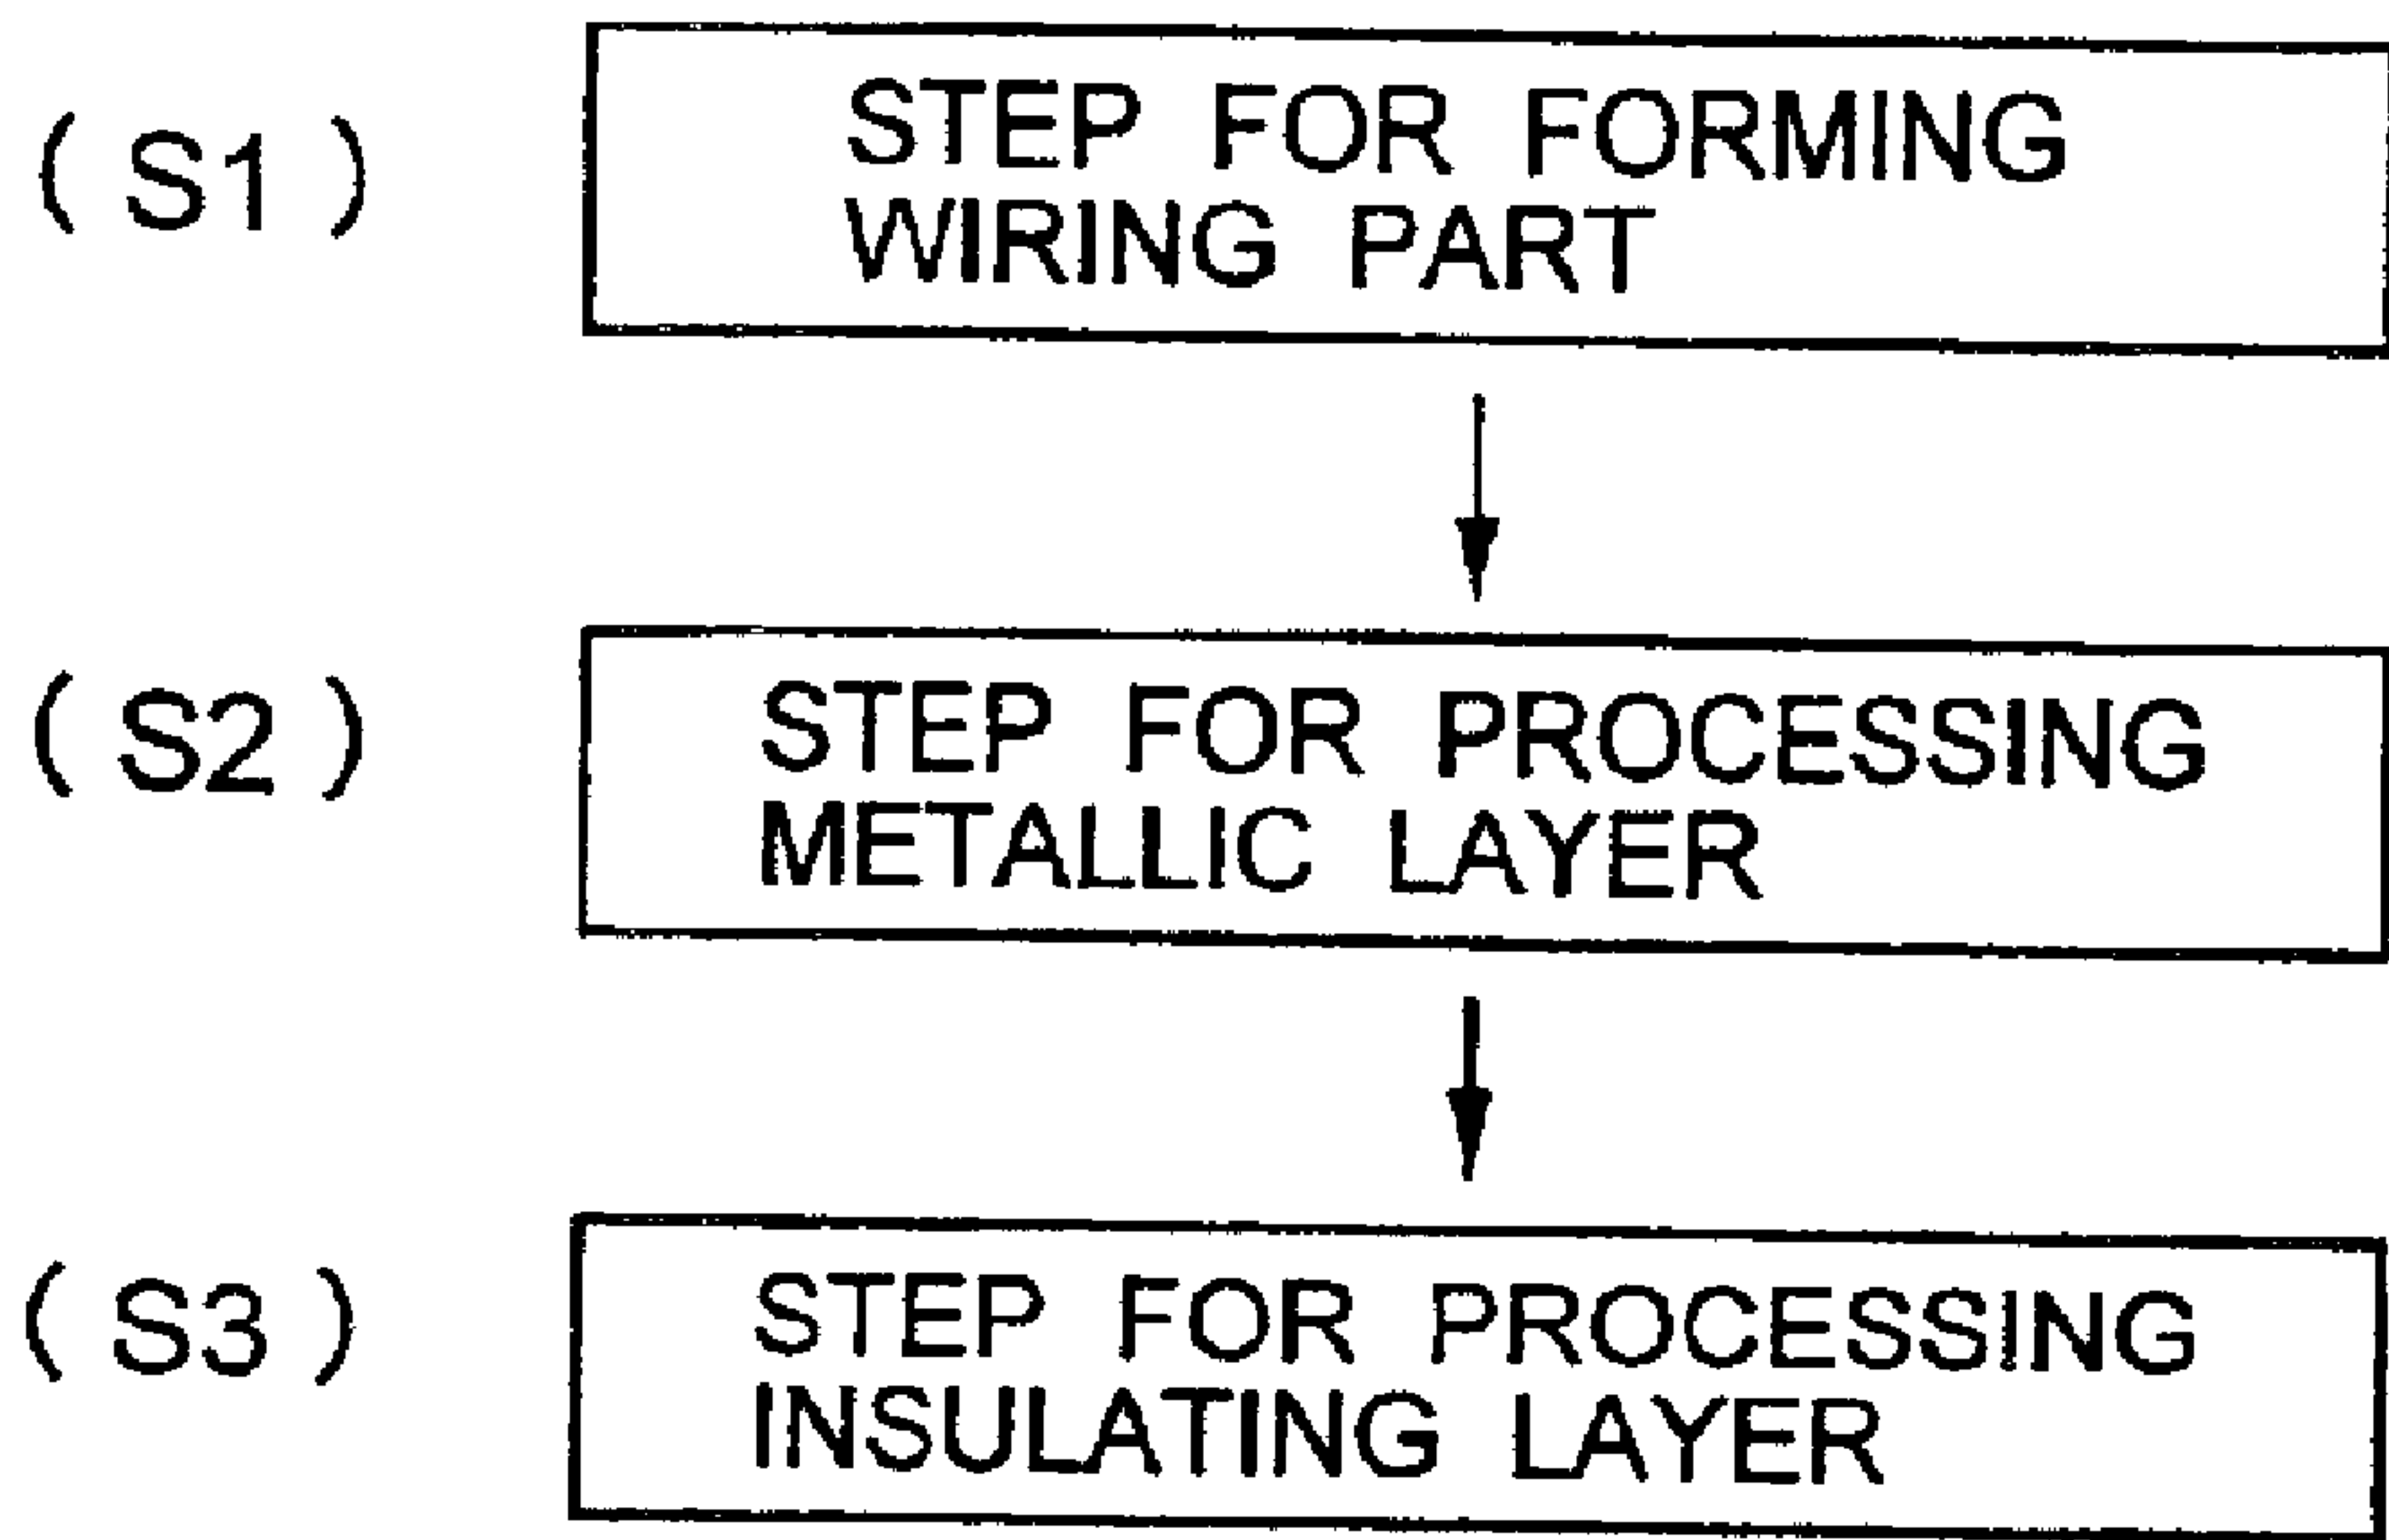 ( S1 )
STEP FOR FORMING
WIRING PART
( S2 )
STEP FOR PROCESSING
METALLIC LAYER
( S3 )
STEP FOR PROCESSING
INSULATING LAYER